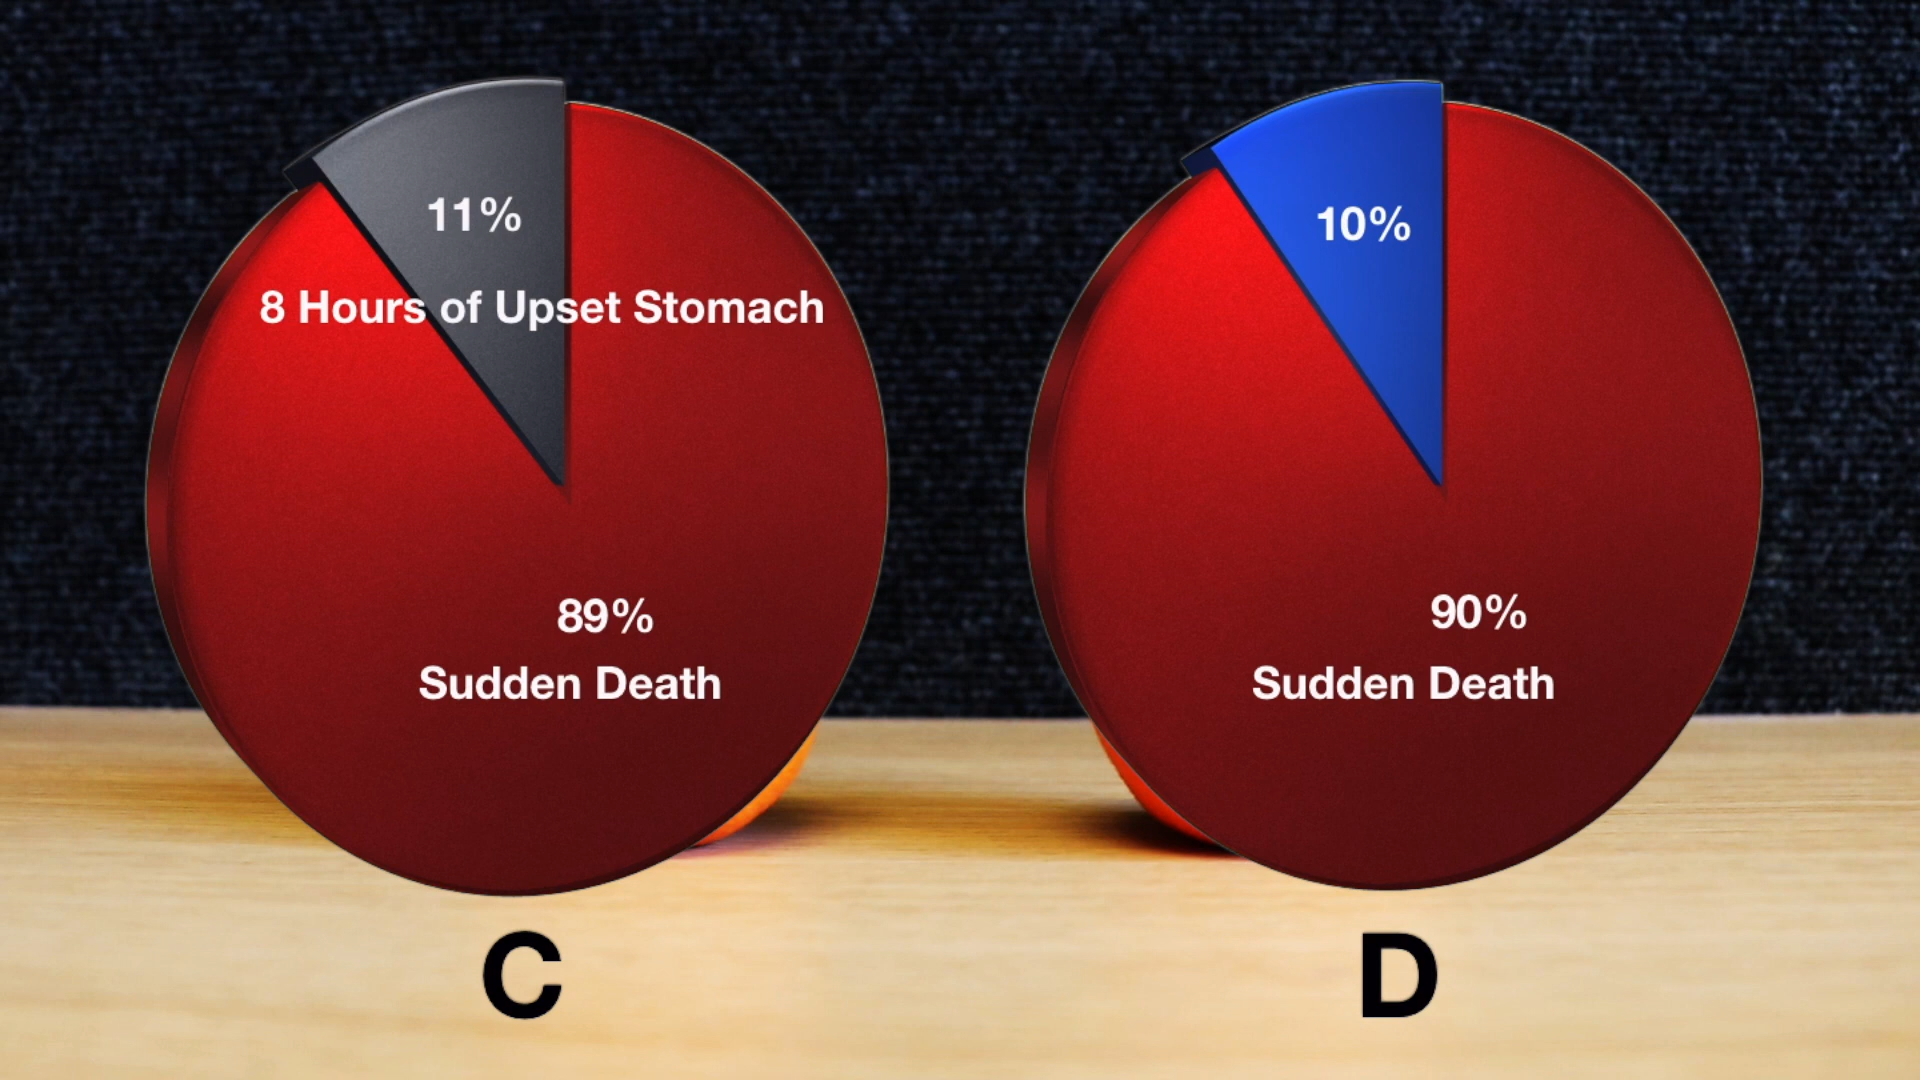 11%
8 Hours of Upset Stomach
89%
Sudden Death
C
10%
90%
Sudden Death
D